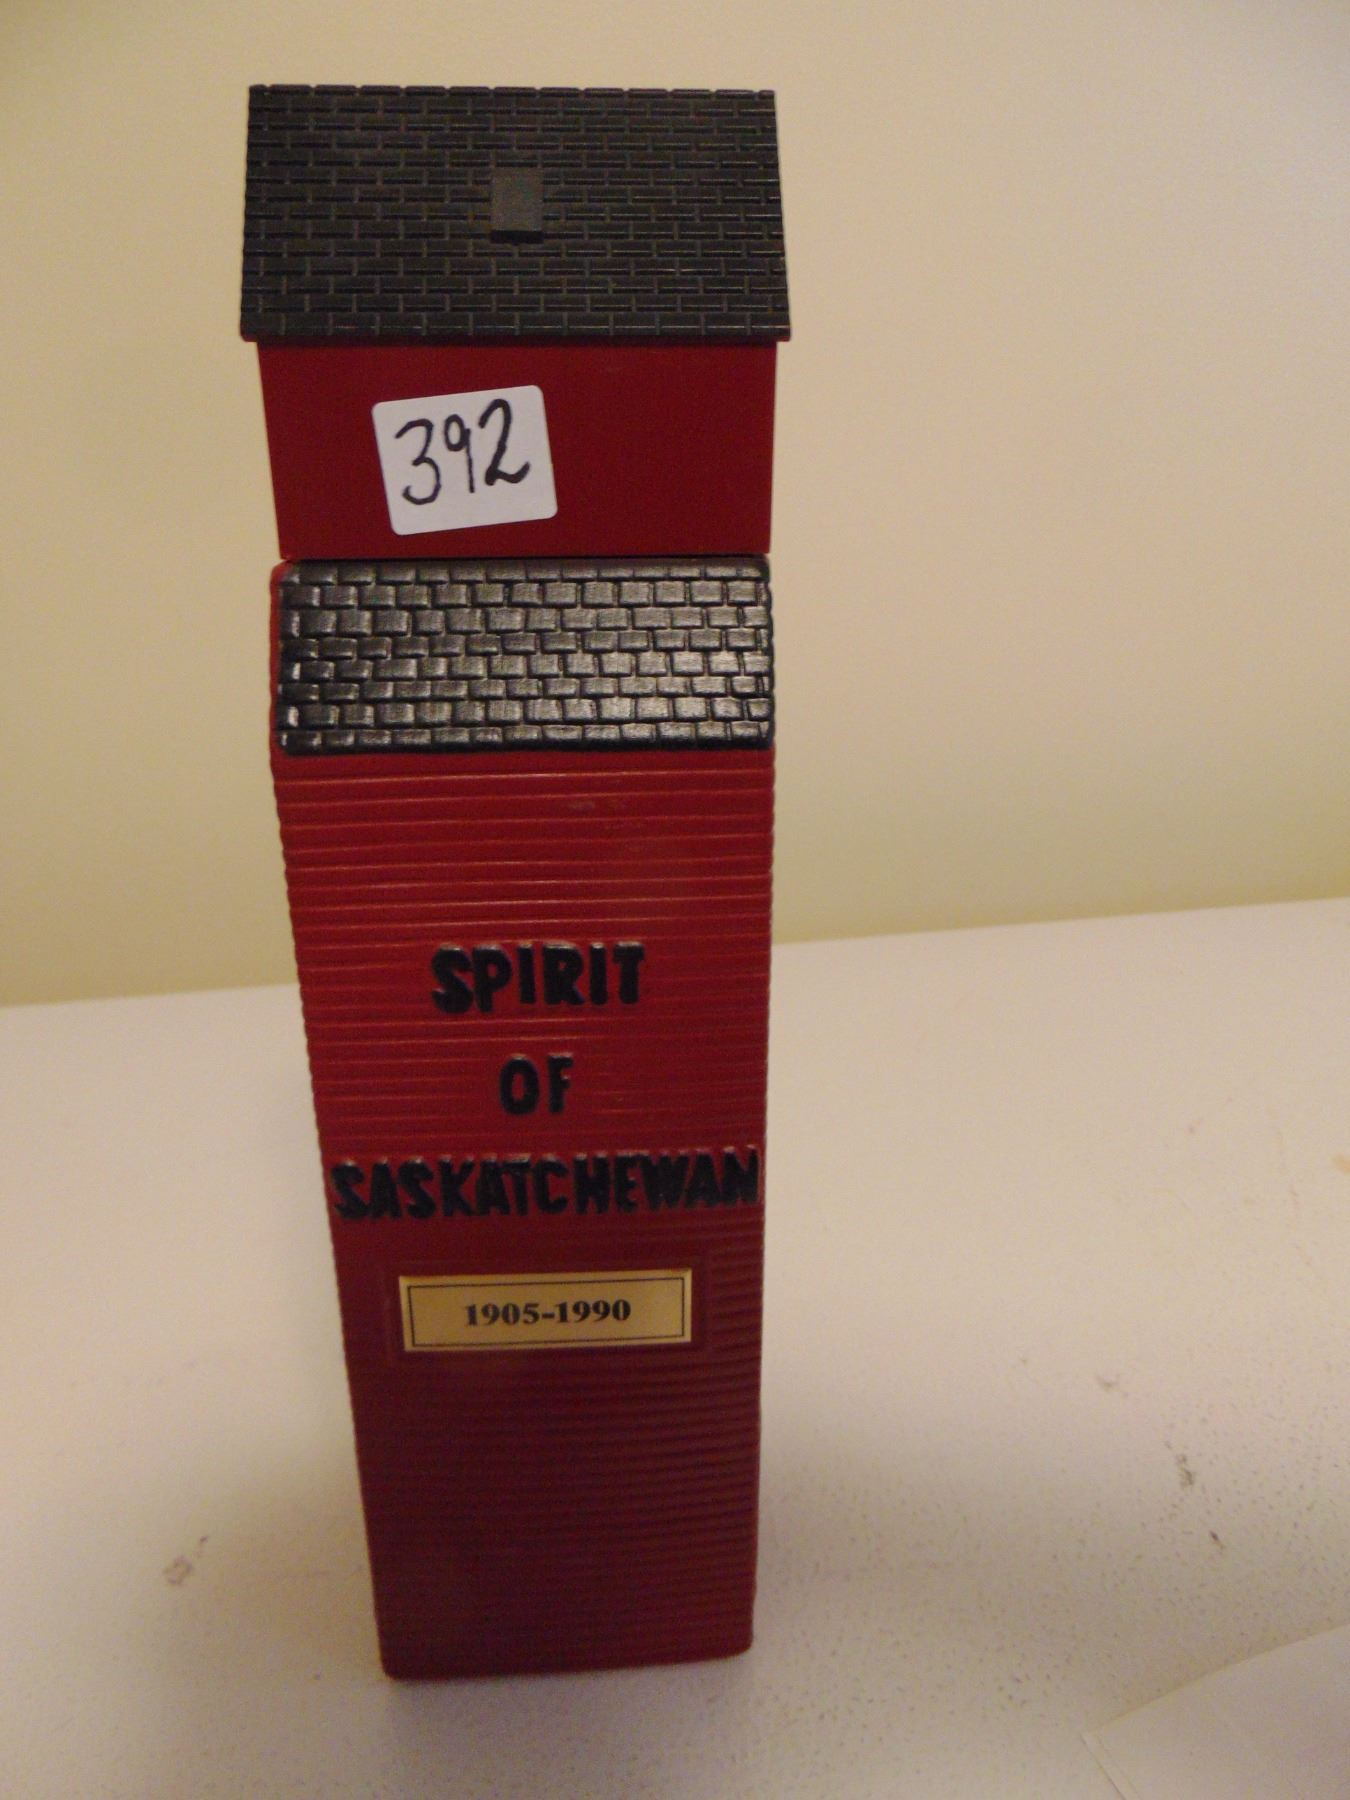 392
SPIRIT
OF
SASKATCHEWAN
1905-1990